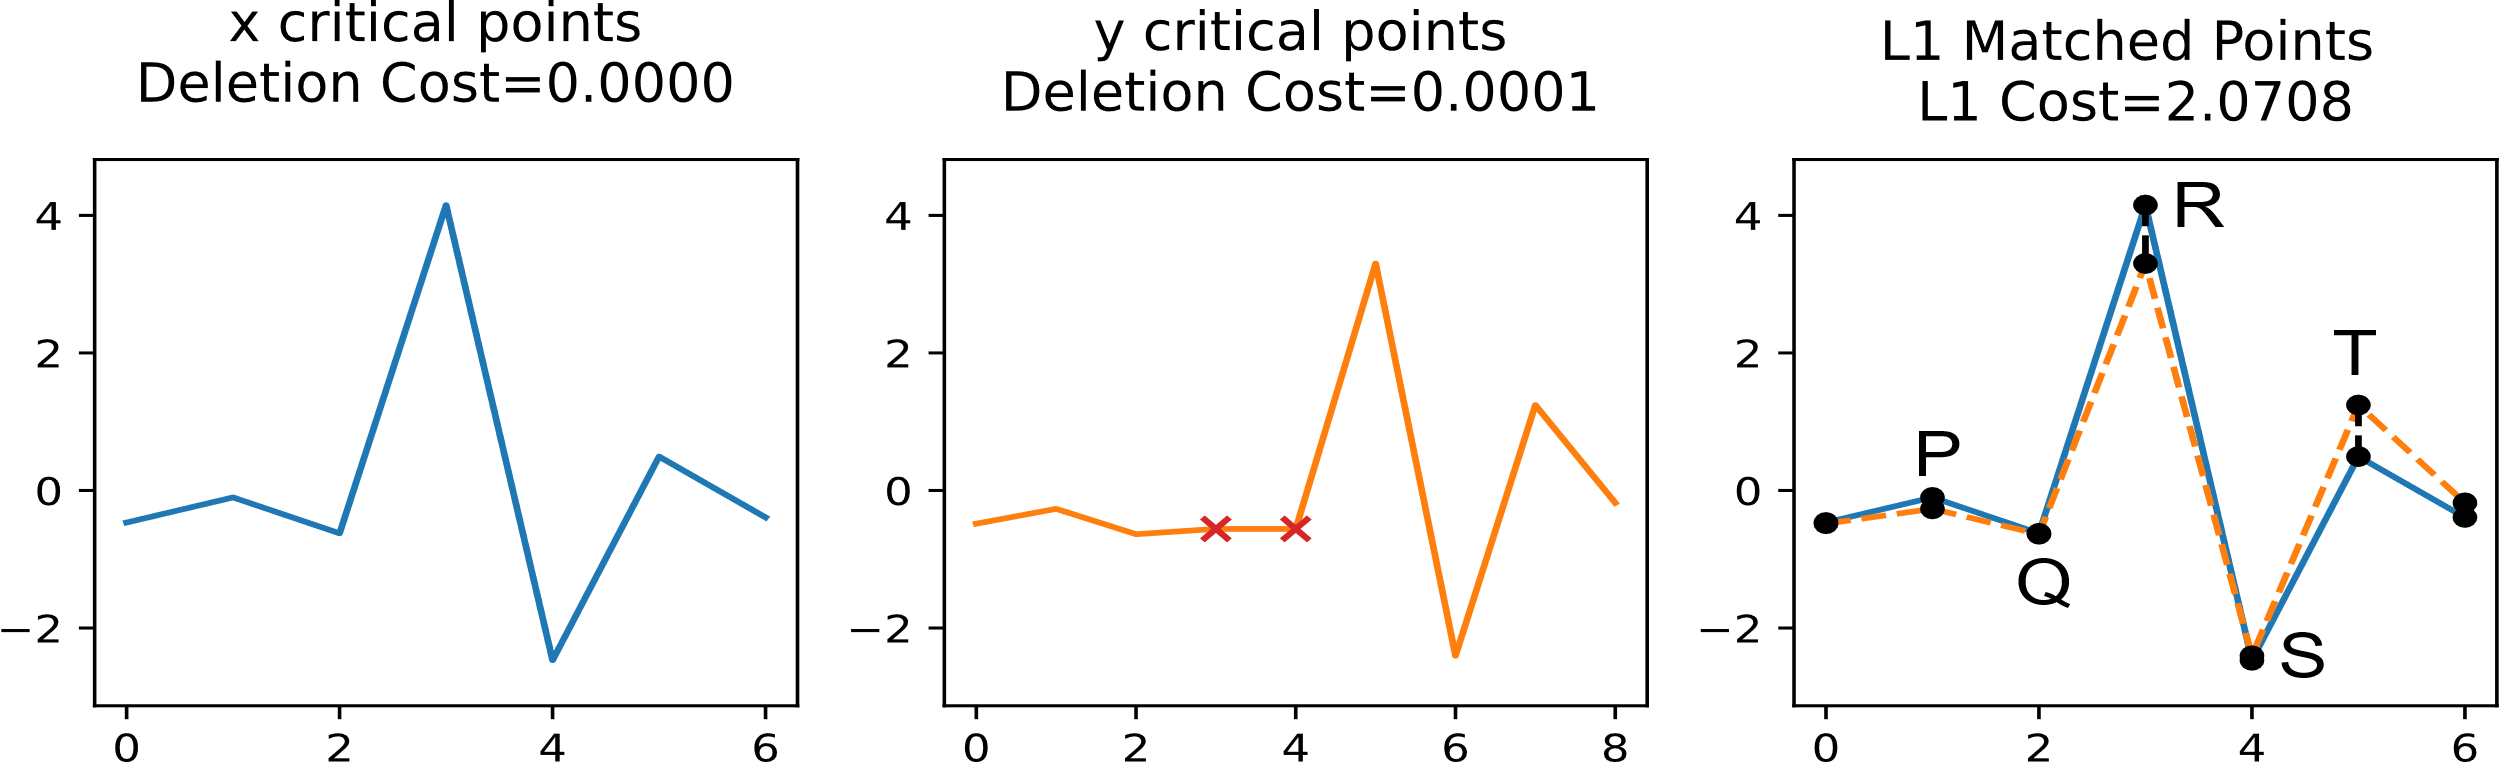 x critical points
Deletion Cost=0.0000
4
2
0
−2
0 2 4 6
y critical points
Deletion Cost=0.0001
4
2
0
−2
0 2 4 6 8
L1 Matched Points
L1 Cost=2.0708
4
2
0
−2
R
T
P
Q
S
0 2 4 6